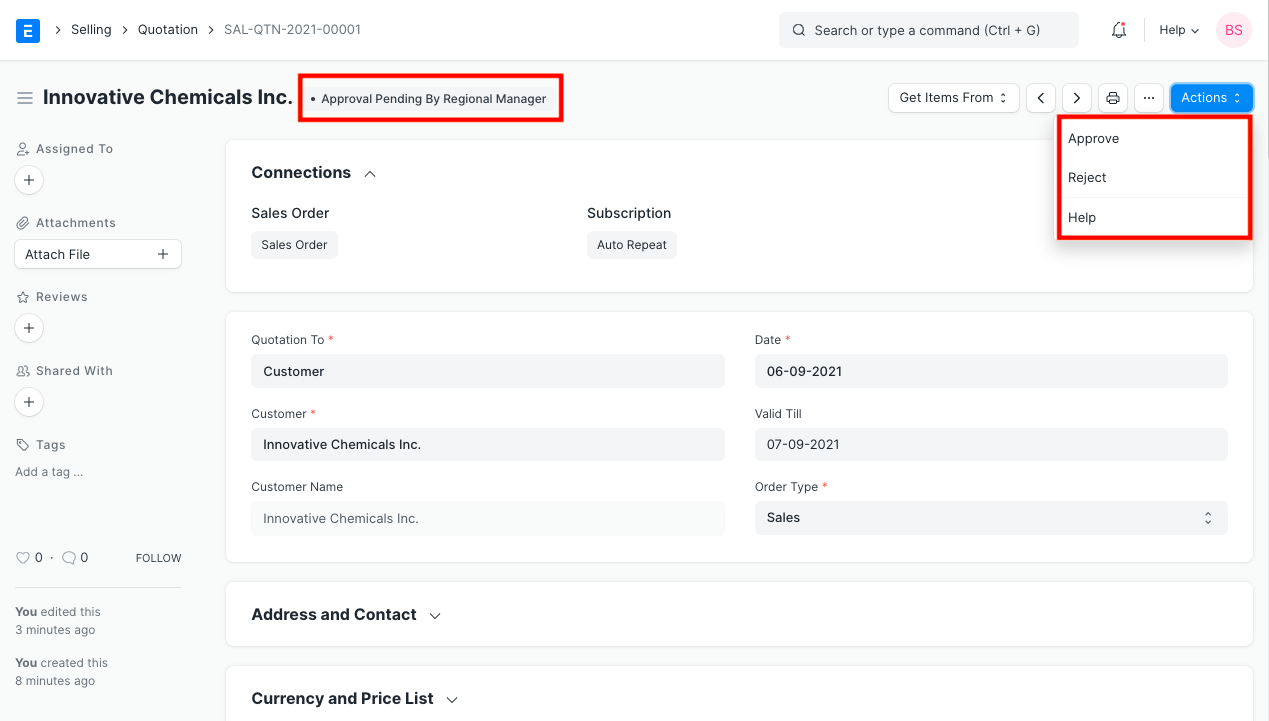 E
Selling
Quotation
SAL-QTN-2021-00001
Search or type a command (Ctrl + G)
Help
BS
Innovative Chemicals Inc.
• Approval Pending By Regional Manager
Get Items From
...
Actions
Approve
Reject
Help
Assigned To
+
Attachments
Attach File +
Reviews
+
Shared With
+
Tags
Add a tag ...
0 · 0 FOLLOW
You edited this
3 minutes ago
You created this
8 minutes ago
Connections
Sales Order
Sales Order
Subscription
Auto Repeat
Quotation To *
Customer
Customer *
Innovative Chemicals Inc.
Customer Name
Innovative Chemicals Inc.
Date *
06-09-2021
Valid Till
07-09-2021
Order Type *
Sales
Address and Contact
Currency and Price List